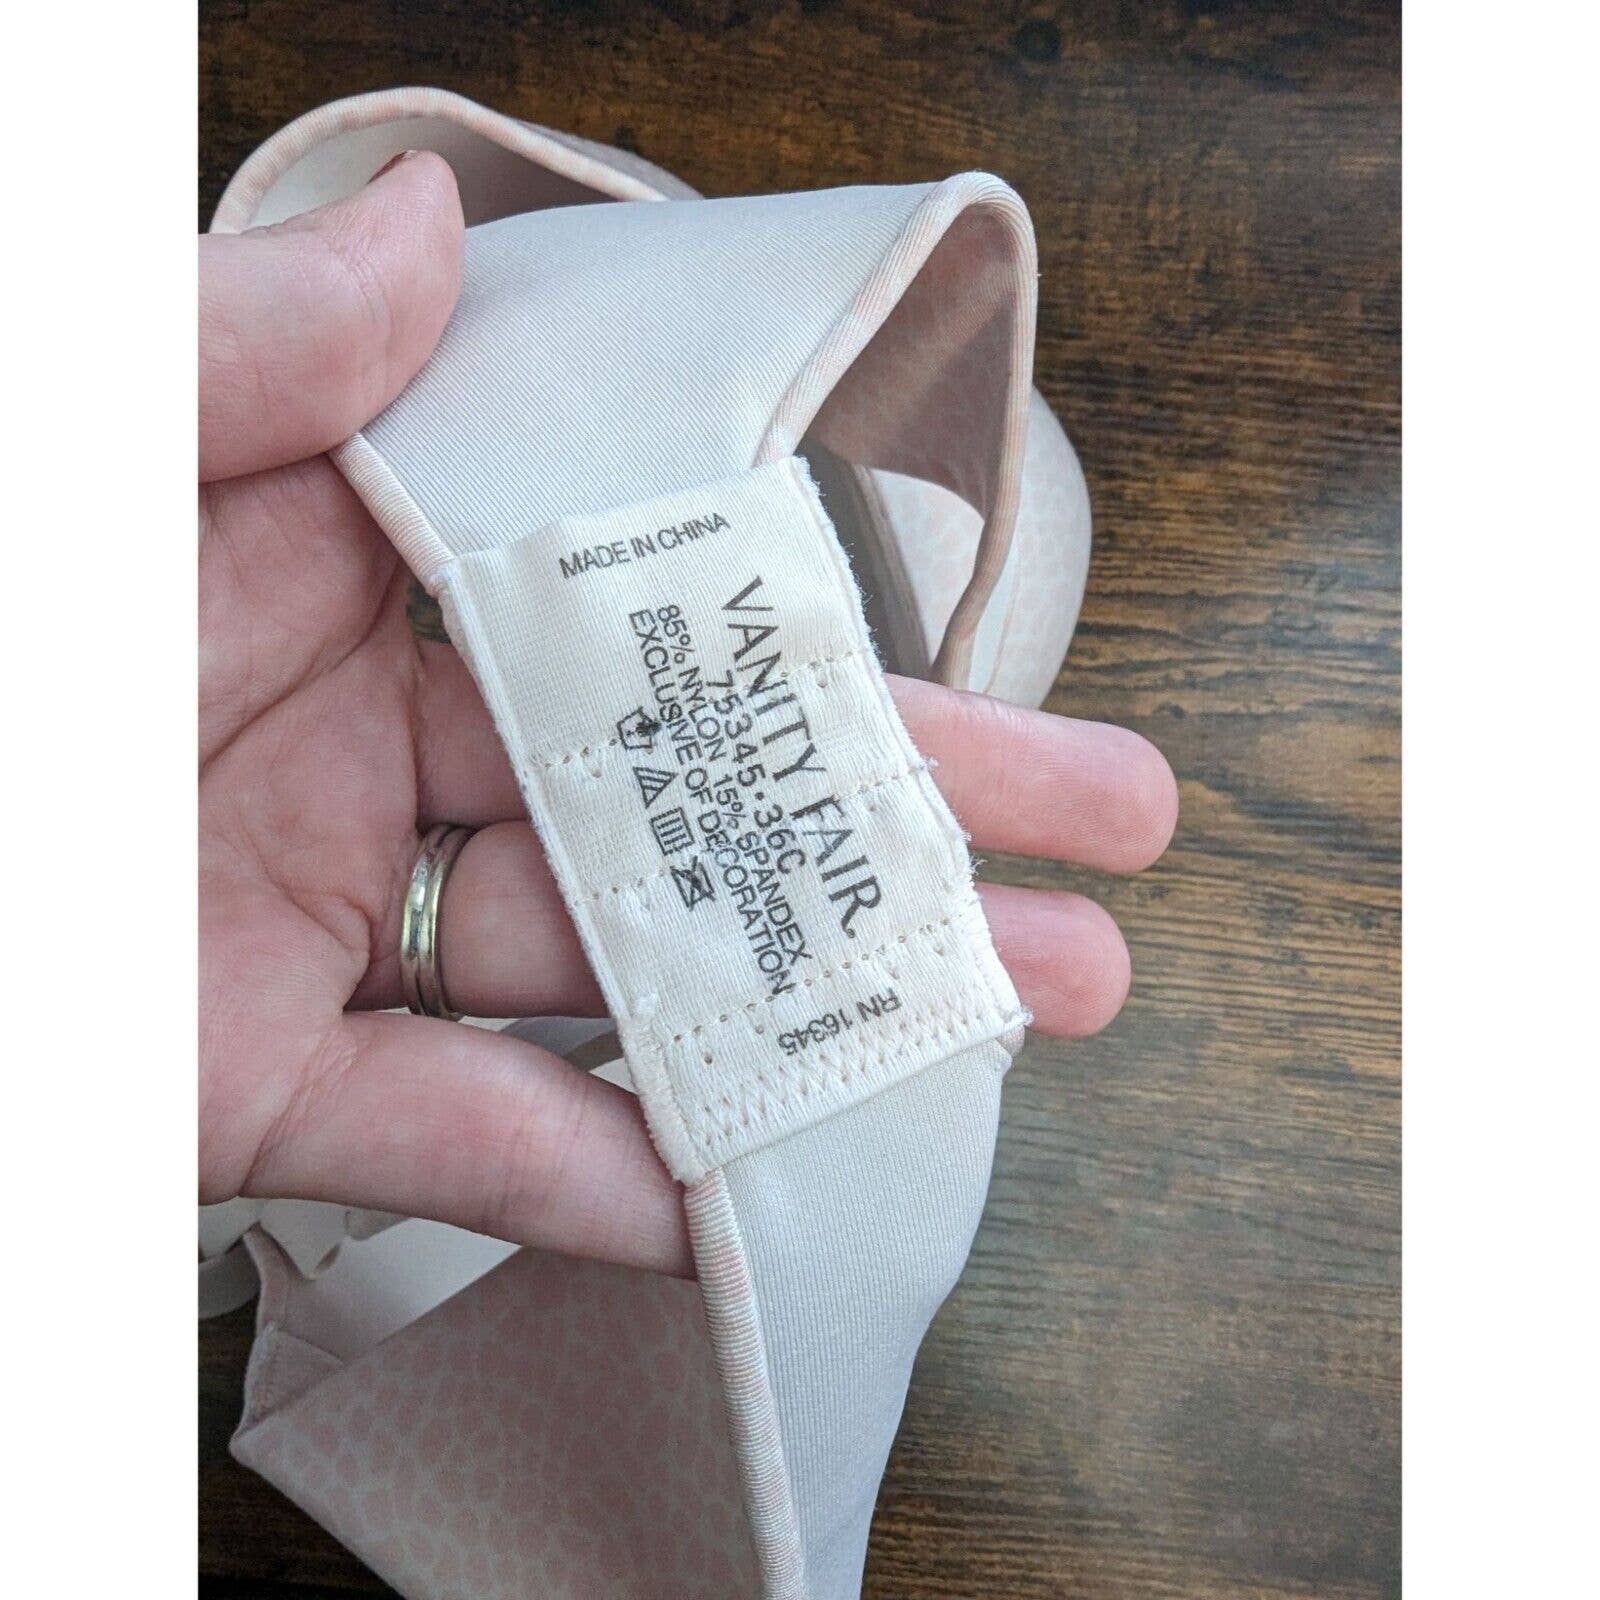 MADE IN CHINA
VANITY FAIR
75345·36C
85% NYLON 15% SPANDEX
EXCLUSIVE OF DECORATION
RN 16345